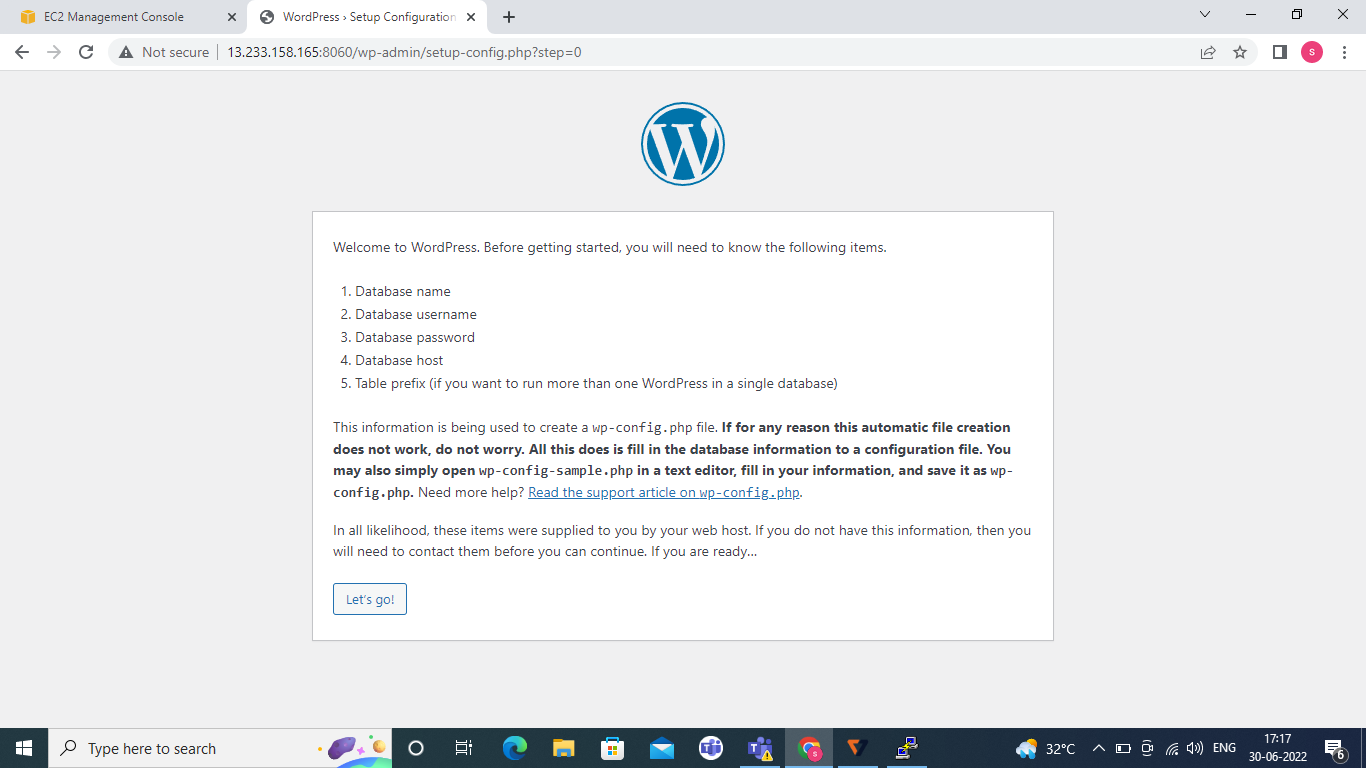 EC2 Management Console
WordPress › Setup Configuration
Not secure
13.233.158.165:8060/wp-admin/setup-config.php?step=0
s
Welcome to WordPress. Before getting started, you will need to know the following items.
1. Database name
2. Database username
3. Database password
4. Database host
5. Table prefix (if you want to run more than one WordPress in a single database)
This information is being used to create a wp-config.php file. If for any reason this automatic file creation
does not work, do not worry. All this does is fill in the database information to a configuration file. You
may also simply open wp-config-sample.php in a text editor, fill in your information, and save it as wp-
config.php. Need more help? Read the support article on wp-config.php.
In all likelihood, these items were supplied to you by your web host. If you do not have this information, then you
will need to contact them before you can continue. If you are ready…
Let's go!
Type here to search
32°C
ENG
17:17
30-06-2022
6